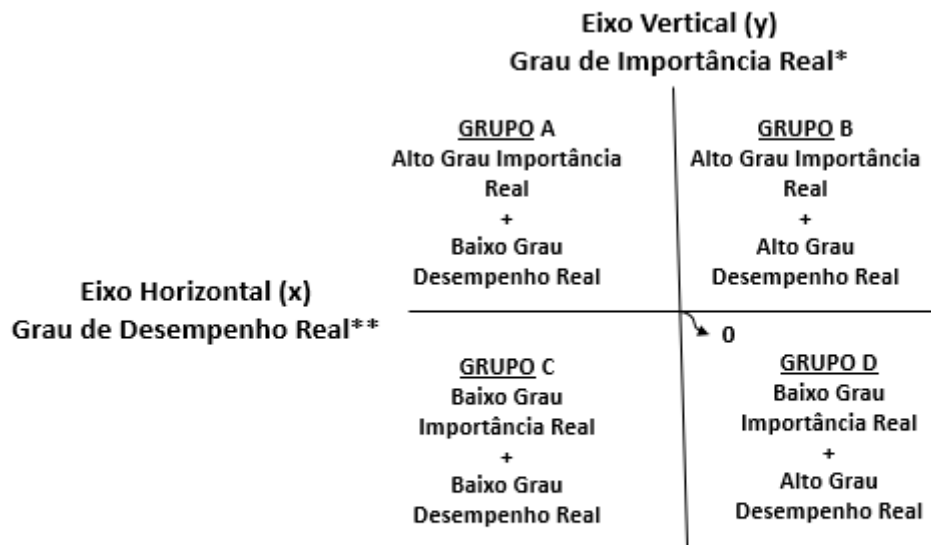 Eixo Vertical (y)
Grau de Importância Real*
GRUPO A
Alto Grau Importância
Real
+
Baixo Grau
Desempenho Real
GRUPO B
Alto Grau Importância
Real
+
Alto Grau
Desempenho Real
Eixo Horizontal (x)
Grau de Desempenho Real**
0
GRUPO C
Baixo Grau
Importância Real
+
Baixo Grau
Desempenho Real
GRUPO D
Baixo Grau
Importância Real
+
Alto Grau
Desempenho Real